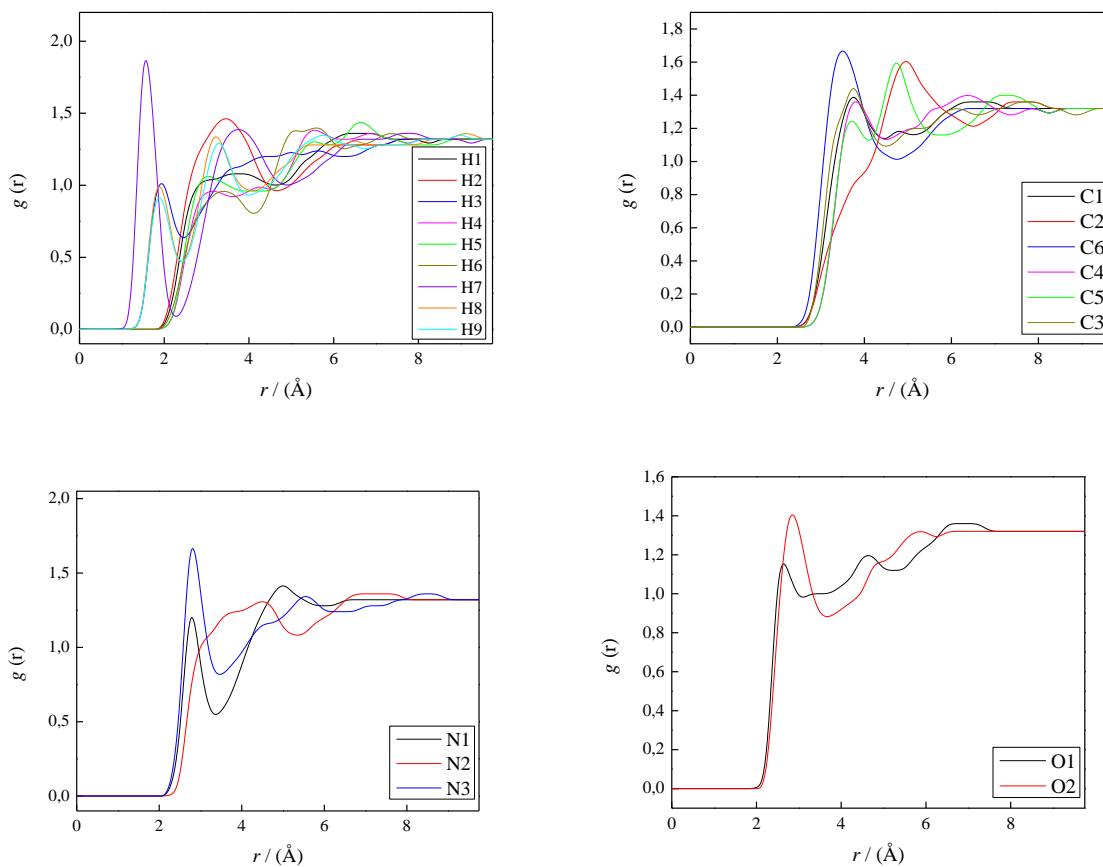 2,0
1,5
1,0
0,5
0,0
g (r)
0 2 4 6 8
r / (Å)
H1
H2
H3
H4
H5
H6
H7
H8
H9
1,8
1,6
1,4
1,2
1,0
0,8
0,6
0,4
0,2
0,0
g (r)
0 2 4 6 8
r / (Å)
C1
C2
C6
C4
C5
C3
2,0
1,5
1,0
0,5
0,0
g (r)
0 2 4 6 8
r / (Å)
N1
N2
N3
1,6
1,4
1,2
1,0
0,8
0,6
0,4
0,2
0,0
g (r)
0 2 4 6 8
r / (Å)
O1
O2